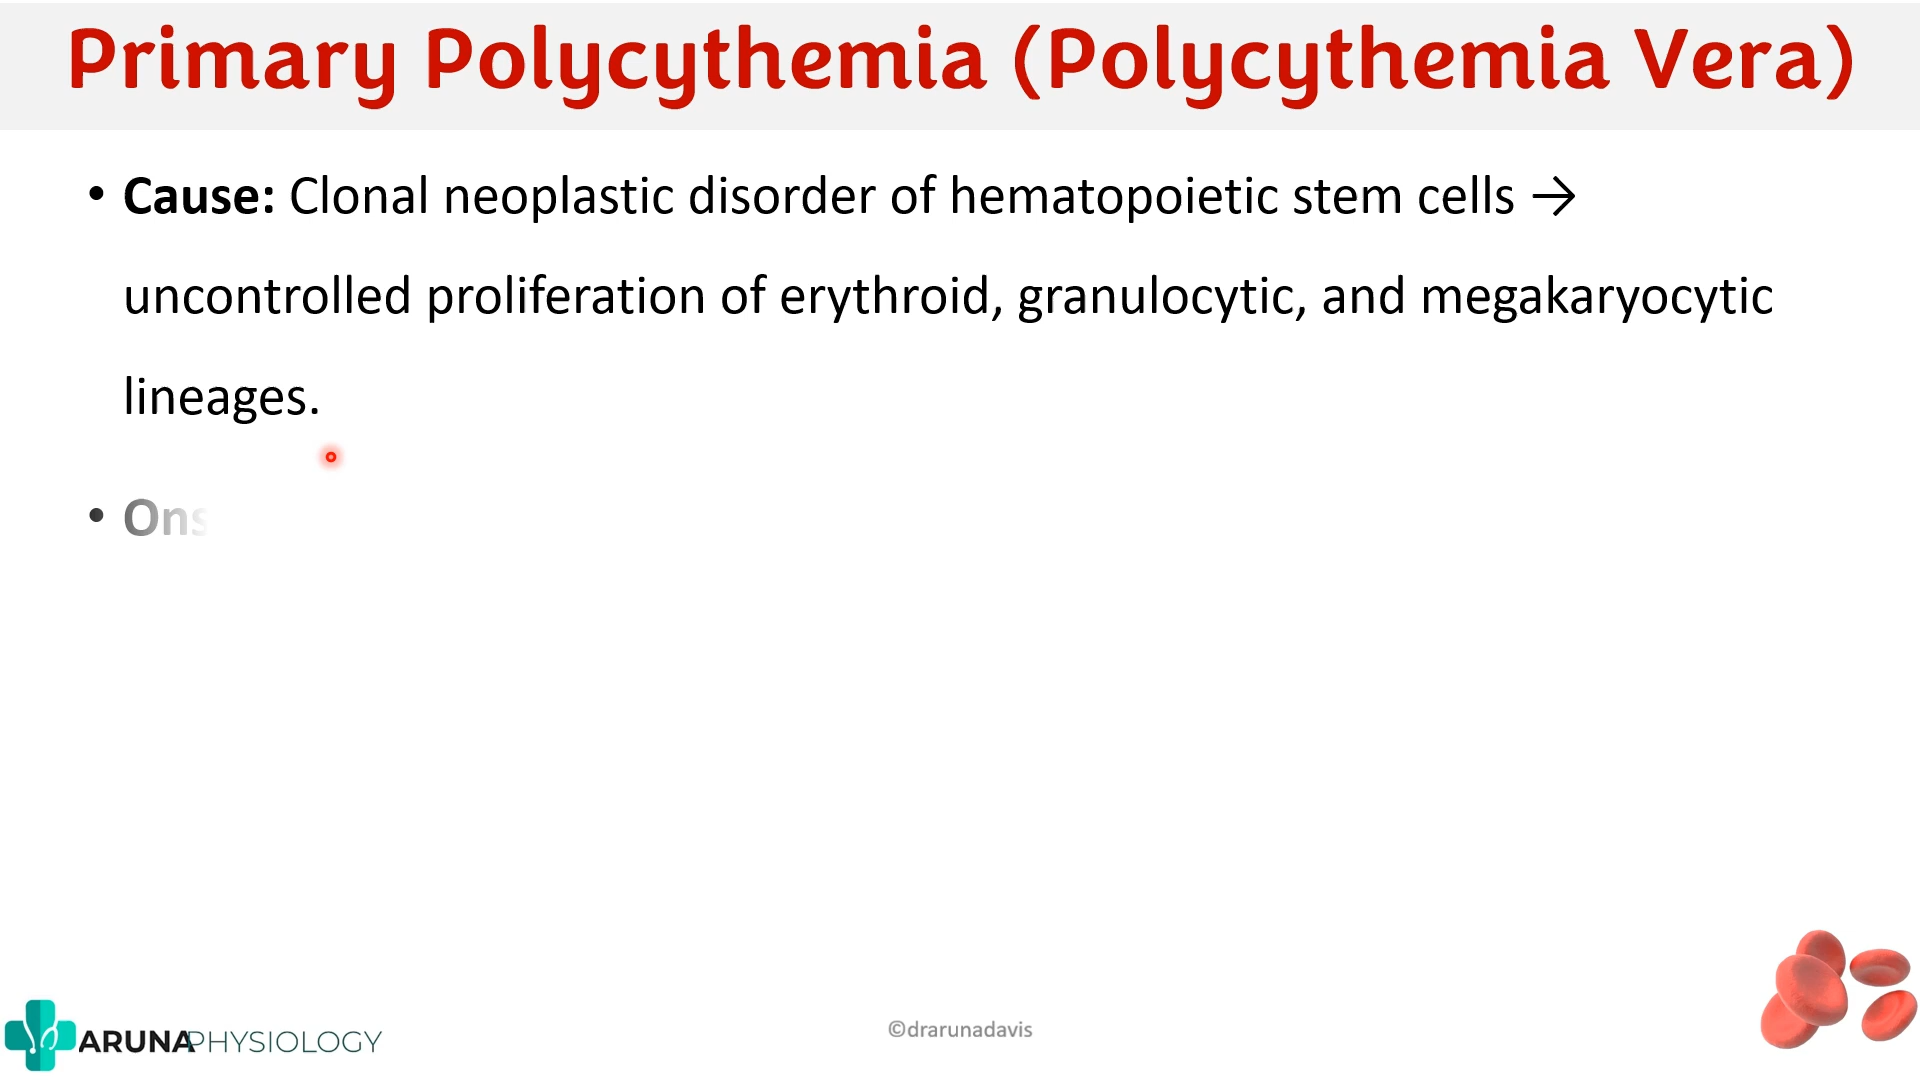 Primary Polycythemia (Polycythemia Vera)
• Cause: Clonal neoplastic disorder of hematopoietic stem cells →
uncontrolled proliferation of erythroid, granulocytic, and megakaryocytic
lineages.
• Ons
ARUNAPHYSIOLOGY
©drarunadavis